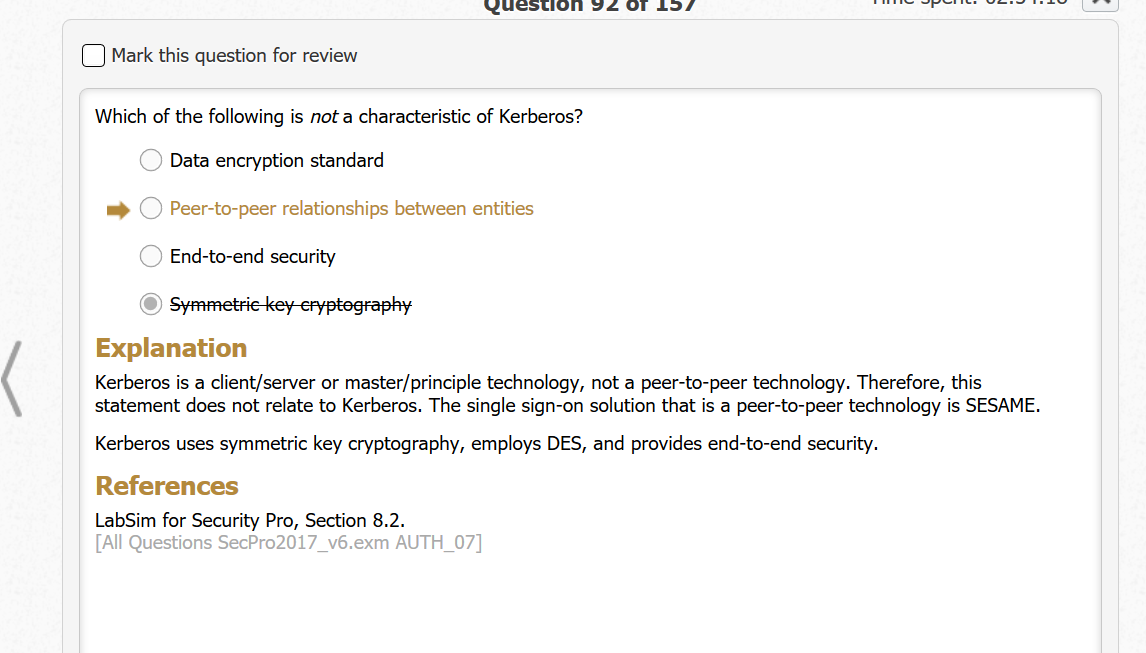 Question 92 of 157
Time spent: 02:54:18
Mark this question for review
Which of the following is not a characteristic of Kerberos?
Data encryption standard
Peer-to-peer relationships between entities
End-to-end security
Symmetric key cryptography
Explanation
Kerberos is a client/server or master/principle technology, not a peer-to-peer technology. Therefore, this
statement does not relate to Kerberos. The single sign-on solution that is a peer-to-peer technology is SESAME.
Kerberos uses symmetric key cryptography, employs DES, and provides end-to-end security.
References
LabSim for Security Pro, Section 8.2.
[All Questions SecPro2017_v6.exm AUTH_07]